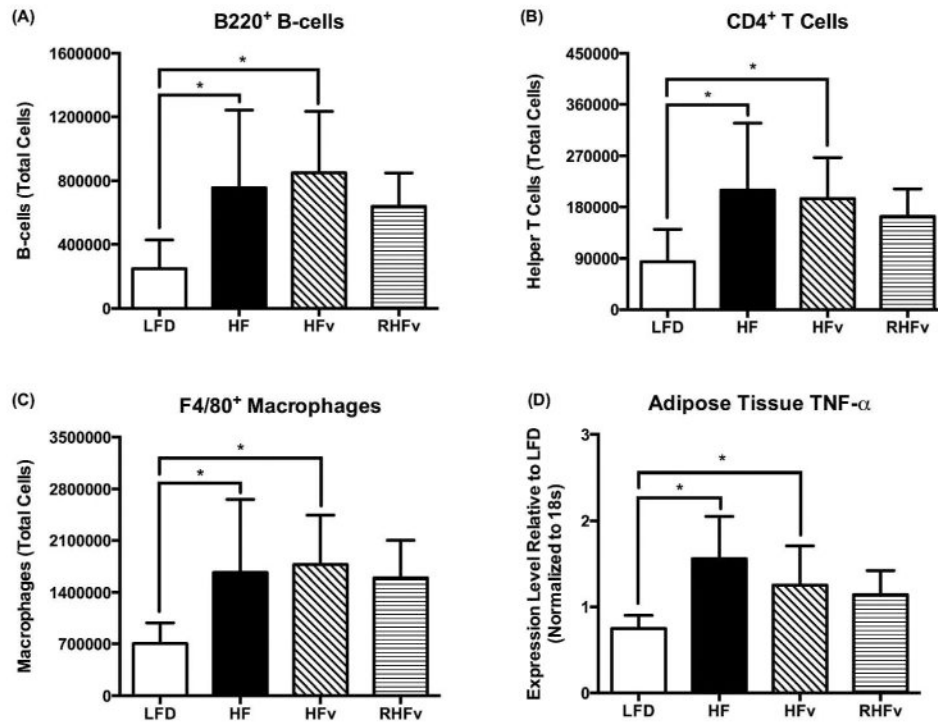 (A)
B220+ B-cells
B-cells (Total Cells)
1600000
1200000
800000
400000
0
*
*
LFD HF HFv RHFv
(B)
CD4+ T Cells
Helper T Cells (Total Cells)
450000
360000
270000
180000
90000
0
*
*
LFD HF HFv RHFv
(C)
F4/80+ Macrophages
Macrophages (Total Cells)
3500000
2800000
2100000
1400000
700000
0
*
*
LFD HF HFv RHFv
(D)
Adipose Tissue TNF-α
Expression Level Relative to LFD
(Normalized to 18s)
3
2
1
0
*
*
LFD HF HFv RHFv